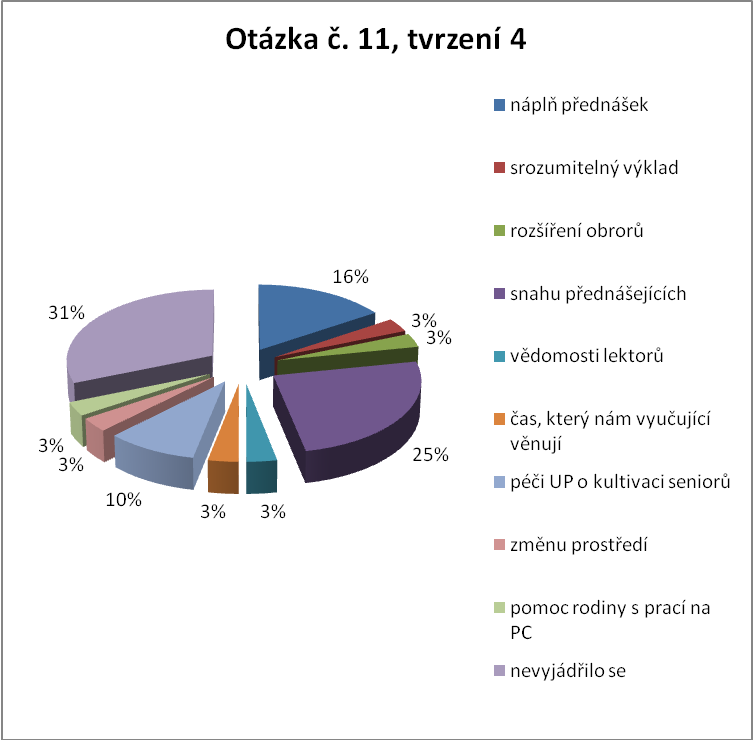 Otázka č. 11, tvrzení 4
náplň přednášek
srozumitelný výklad
rozšíření obrorů
snahu přednášejících
vědomosti lektorů
čas, který nám vyučující
věnují
péči UP o kultivaci seniorů
změnu prostředí
pomoc rodiny s prací na
PC
nevyjádřilo se
16%
3%
3%
25%
3%
3%
10%
3%
3%
31%